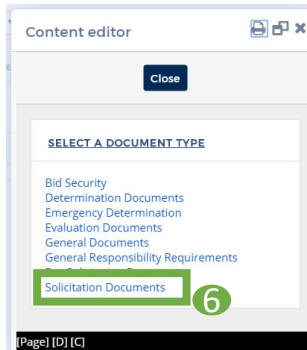 Content editor
Close
SELECT A DOCUMENT TYPE
Bid Security
Determination Documents
Emergency Determination
Evaluation Documents
General Documents
General Responsibility Requirements
Solicitation Documents
6
[Page] [D] [C]